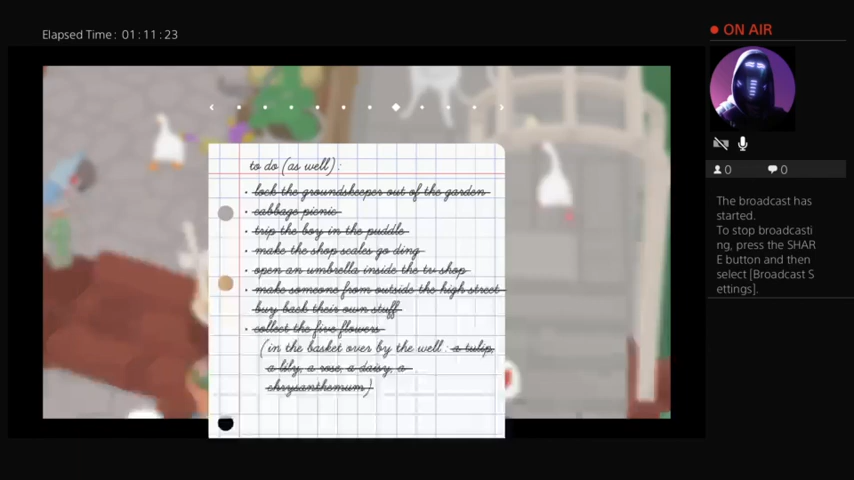 Elapsed Time: 01:11:23
ON AIR
to do (as well):
• lock the groundskeeper out of the garden
• cabbage picnic
• trip the boy in the puddle
• make the shop scales go ding
• open an umbrella inside the tv shop
• make someone from outside the high street
buy back their own stuff
• collect the five flowers
(in the basket over by the well: a tulip,
a lily, a rose, a daisy, a
chrysanthemum)
0 0
The broadcast has
started.
To stop broadcasti
ng, press the SHAR
E button and then
select [Broadcast S
ettings].